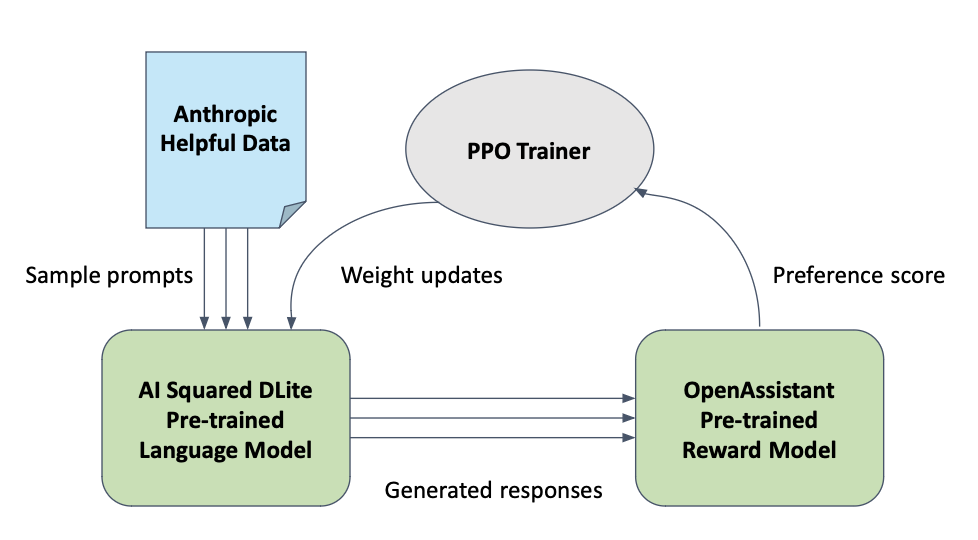 Anthropic
Helpful Data
PPO Trainer
Sample prompts
Weight updates
Preference score
AI Squared DLite
Pre-trained
Language Model
OpenAssistant
Pre-trained
Reward Model
Generated responses